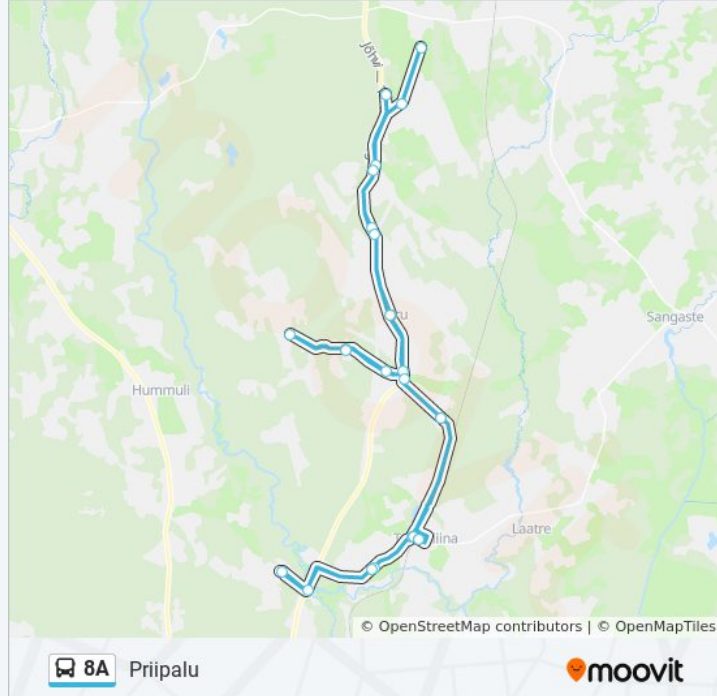 Jõhvi —
Sangaste
Hummuli
Laatre
© OpenStreetMap contributors | © OpenMapTiles
8A Priipalu
moovit